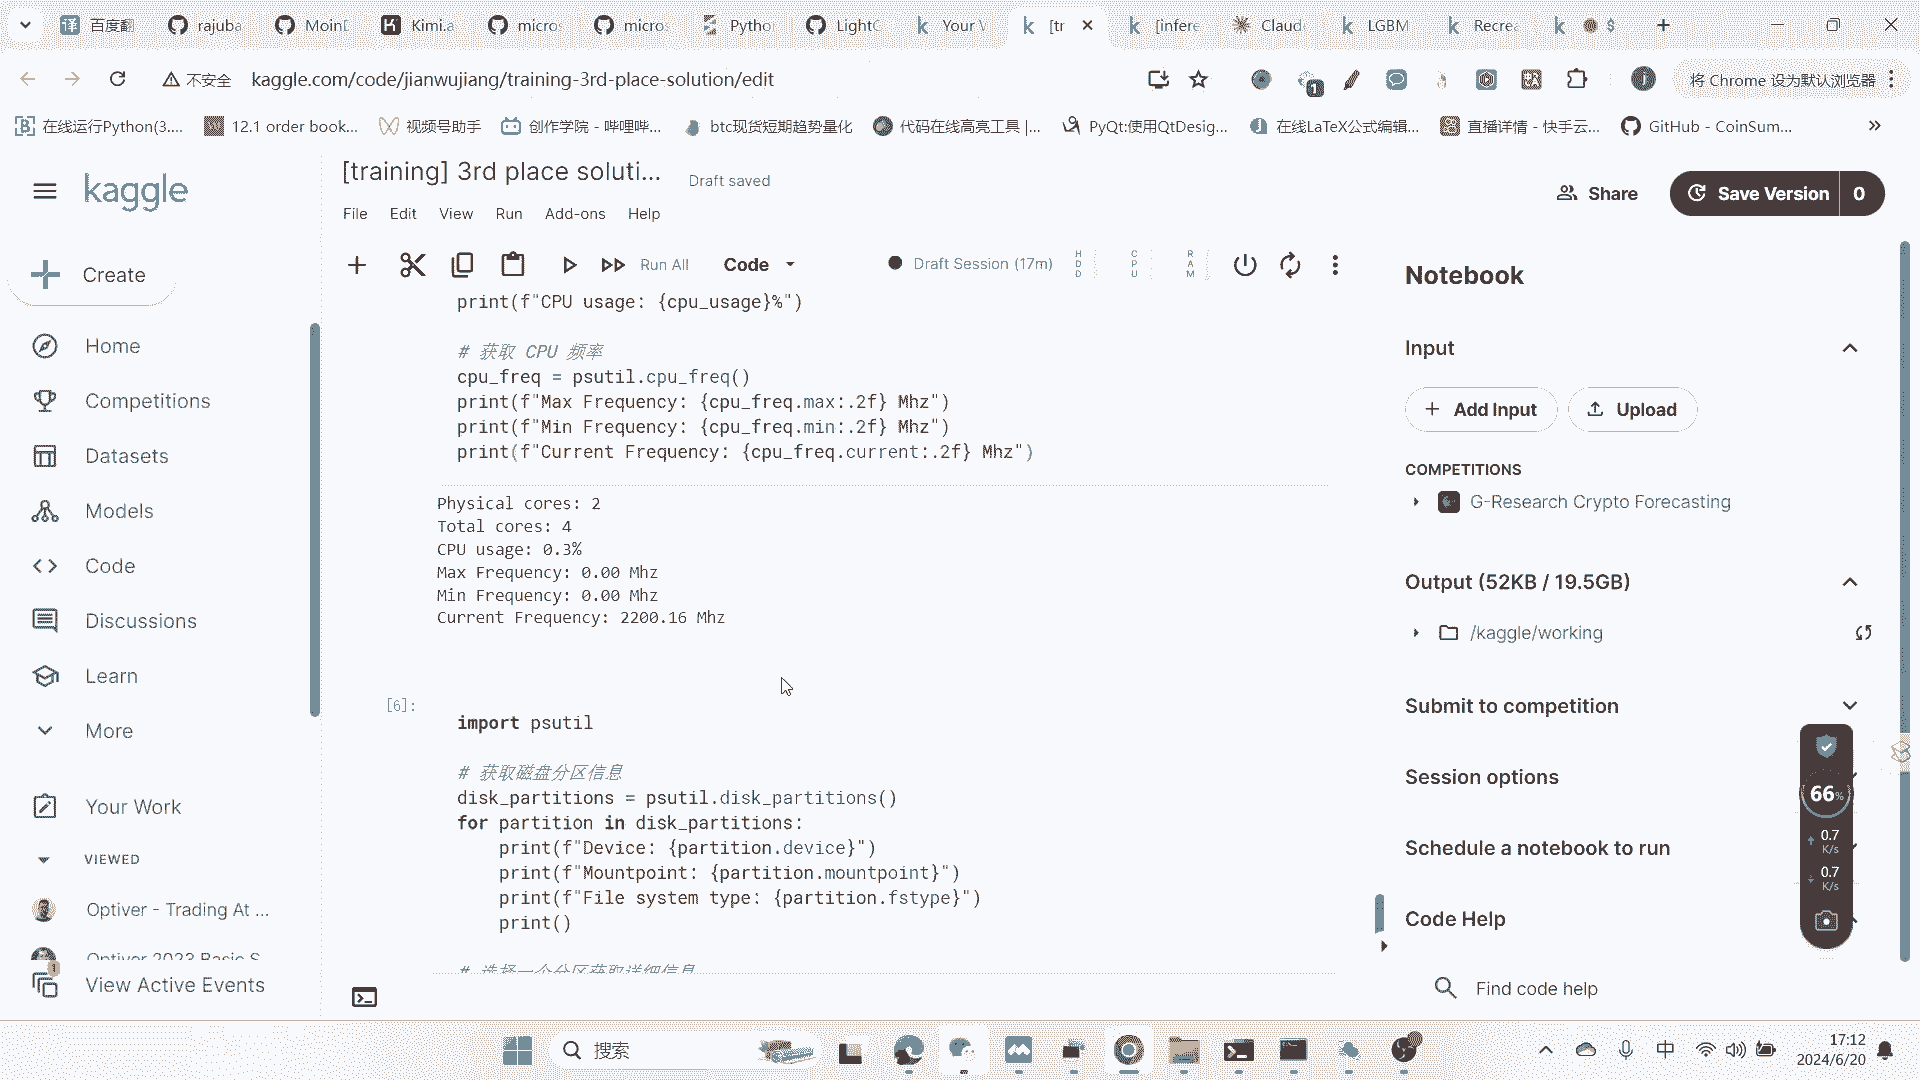 百度翻
rajuba
MoinI
Kimi.a
micros
micros
Pytho
LightG
Your V
[tr
[infere
Claud
LGBM
Recrea
$
不安全
kaggle.com/code/jianwujiang/training-3rd-place-solution/edit
1
将 Chrome 设为默认浏览器
在线运行Python(3....
12.1 order book...
视频号助手
创作学院 - 哔哩哔...
btc现货短期趋势量化
代码在线高亮工具 |...
PyQt:使用QtDesig...
在线LaTeX公式编辑...
直播详情 - 快手云...
GitHub - CoinSum...
kaggle
[training] 3rd place soluti...
Draft saved
File Edit View Run Add-ons Help
Share
Save Version
0
Create
Home
Competitions
Datasets
Models
Code
Discussions
Learn
More
Your Work
VIEWED
Optiver - Trading At ...
Optiver 2023 Basic S
1
View Active Events
Run All
Code
Draft Session (17m)
HDD
CPU
RAM
print(f"CPU usage: {cpu_usage}%")
# 获取 CPU 频率
cpu_freq = psutil.cpu_freq()
print(f"Max Frequency: {cpu_freq.max:.2f} Mhz")
print(f"Min Frequency: {cpu_freq.min:.2f} Mhz")
print(f"Current Frequency: {cpu_freq.current:.2f} Mhz")
Physical cores: 2
Total cores: 4
CPU usage: 0.3%
Max Frequency: 0.00 Mhz
Min Frequency: 0.00 Mhz
Current Frequency: 2200.16 Mhz
[6]:
import psutil
# 获取磁盘分区信息
disk_partitions = psutil.disk_partitions()
for partition in disk_partitions:
print(f"Device: {partition.device}")
print(f"Mountpoint: {partition.mountpoint}")
print(f"File system type: {partition.fstype}")
print()
# 选择一个分区获取详细信息
Notebook
Input
Add Input
Upload
COMPETITIONS
G-Research Crypto Forecasting
Output (52KB / 19.5GB)
/kaggle/working
Submit to competition
Session options
Schedule a notebook to run
Code Help
Find code help
66%
0.7
K/s
0.7
K/s
搜索
中
17:12
2024/6/20